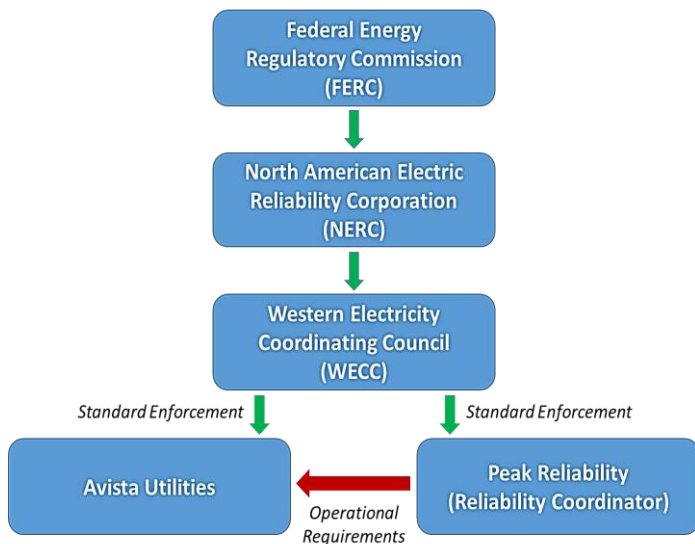 Federal Energy
Regulatory Commission
(FERC)
North American Electric
Reliability Corporation
(NERC)
Western Electricity
Coordinating Council
(WECC)
Standard Enforcement
Standard Enforcement
Avista Utilities
Peak Reliability
(Reliability Coordinator)
Operational
Requirements